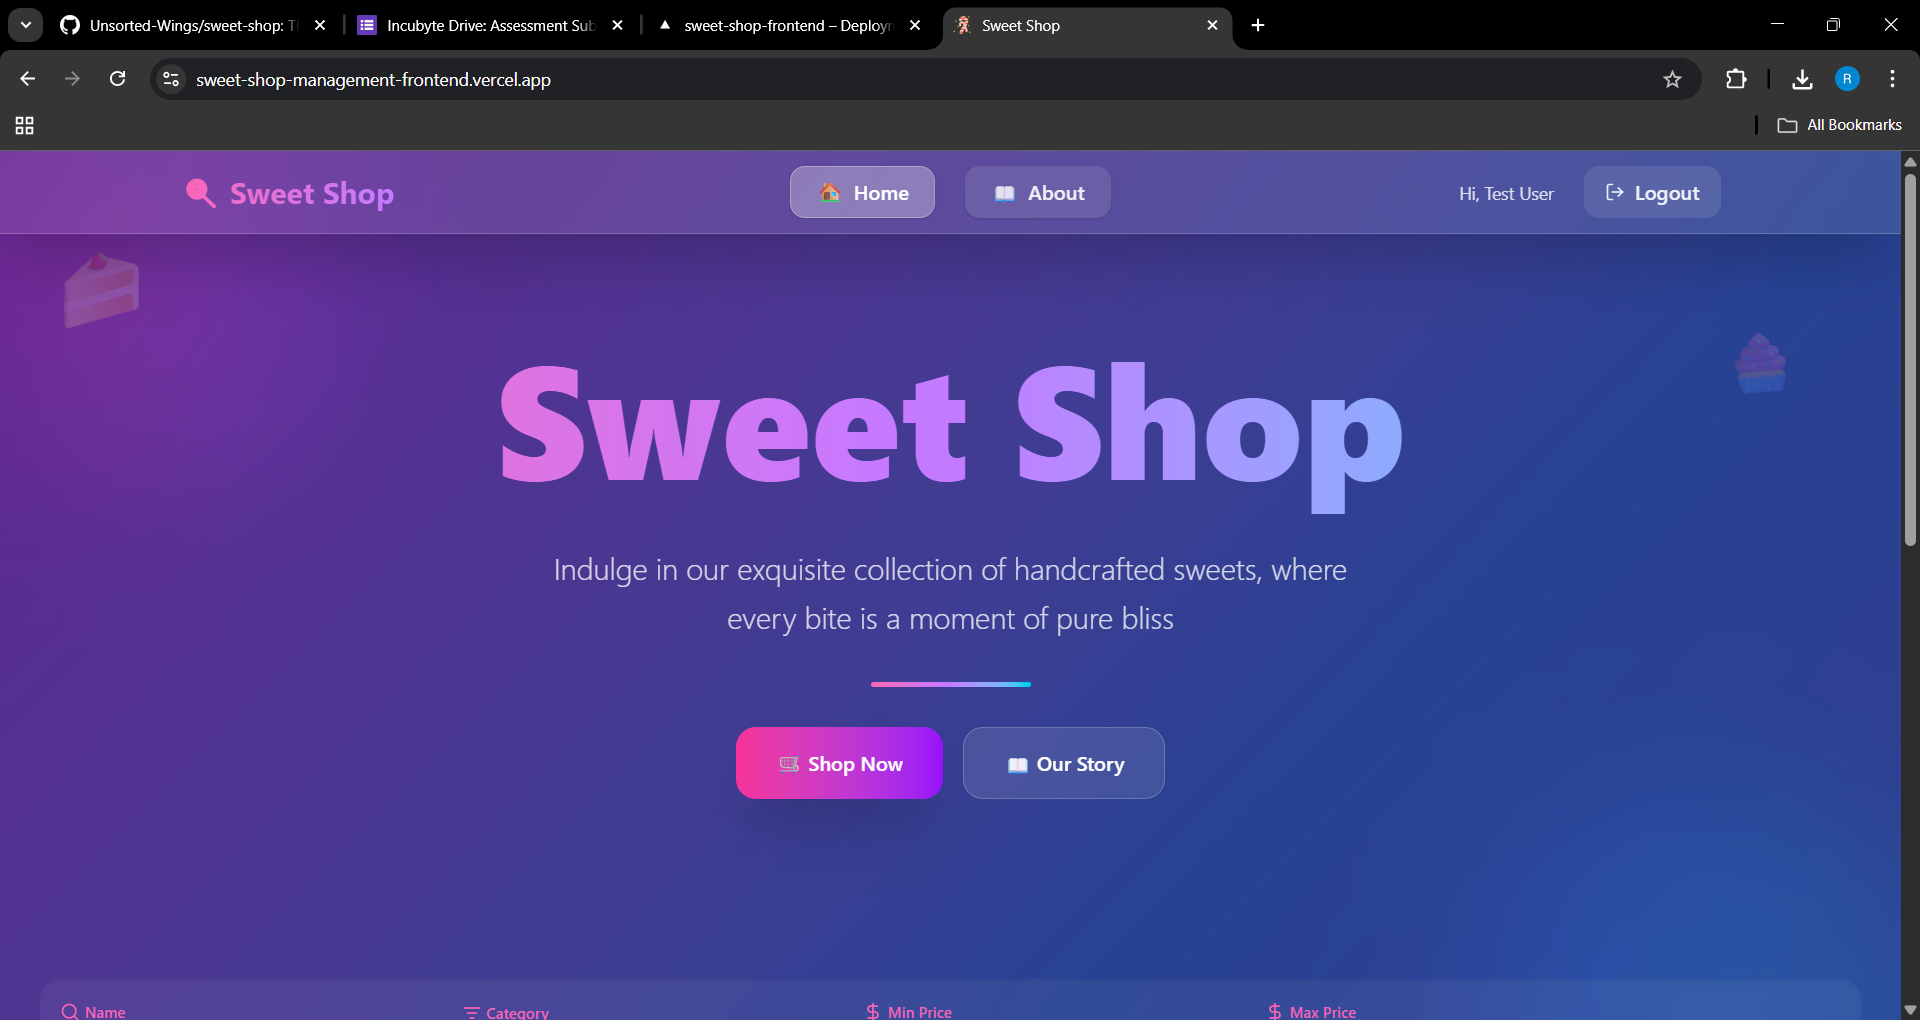 Unsorted-Wings/sweet-shop: Th
Incubyte Drive: Assessment Sub
sweet-shop-frontend – Deploym
Sweet Shop
sweet-shop-management-frontend.vercel.app
R
All Bookmarks
Sweet Shop
Home
About
Hi, Test User
Logout
Sweet Shop
Indulge in our exquisite collection of handcrafted sweets, where
every bite is a moment of pure bliss
Shop Now
Our Story
Name
Category
$ Min Price
$ Max Price